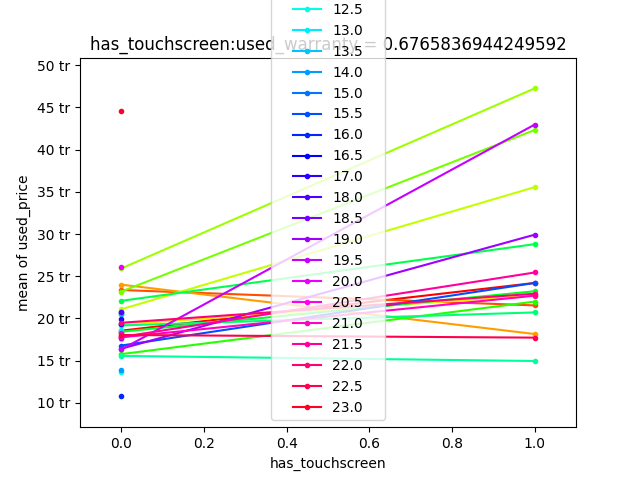 has_touchscreen:used_warranty = 0.6765836944249592
12.5
13.0
13.5
14.0
15.0
15.5
16.0
16.5
17.0
18.0
18.5
19.0
19.5
20.0
20.5
21.0
21.5
22.0
22.5
23.0
50 tr
45 tr
40 tr
35 tr
30 tr
25 tr
20 tr
15 tr
10 tr
mean of used_price
0.0 0.2 0.4 0.6 0.8 1.0
has_touchscreen